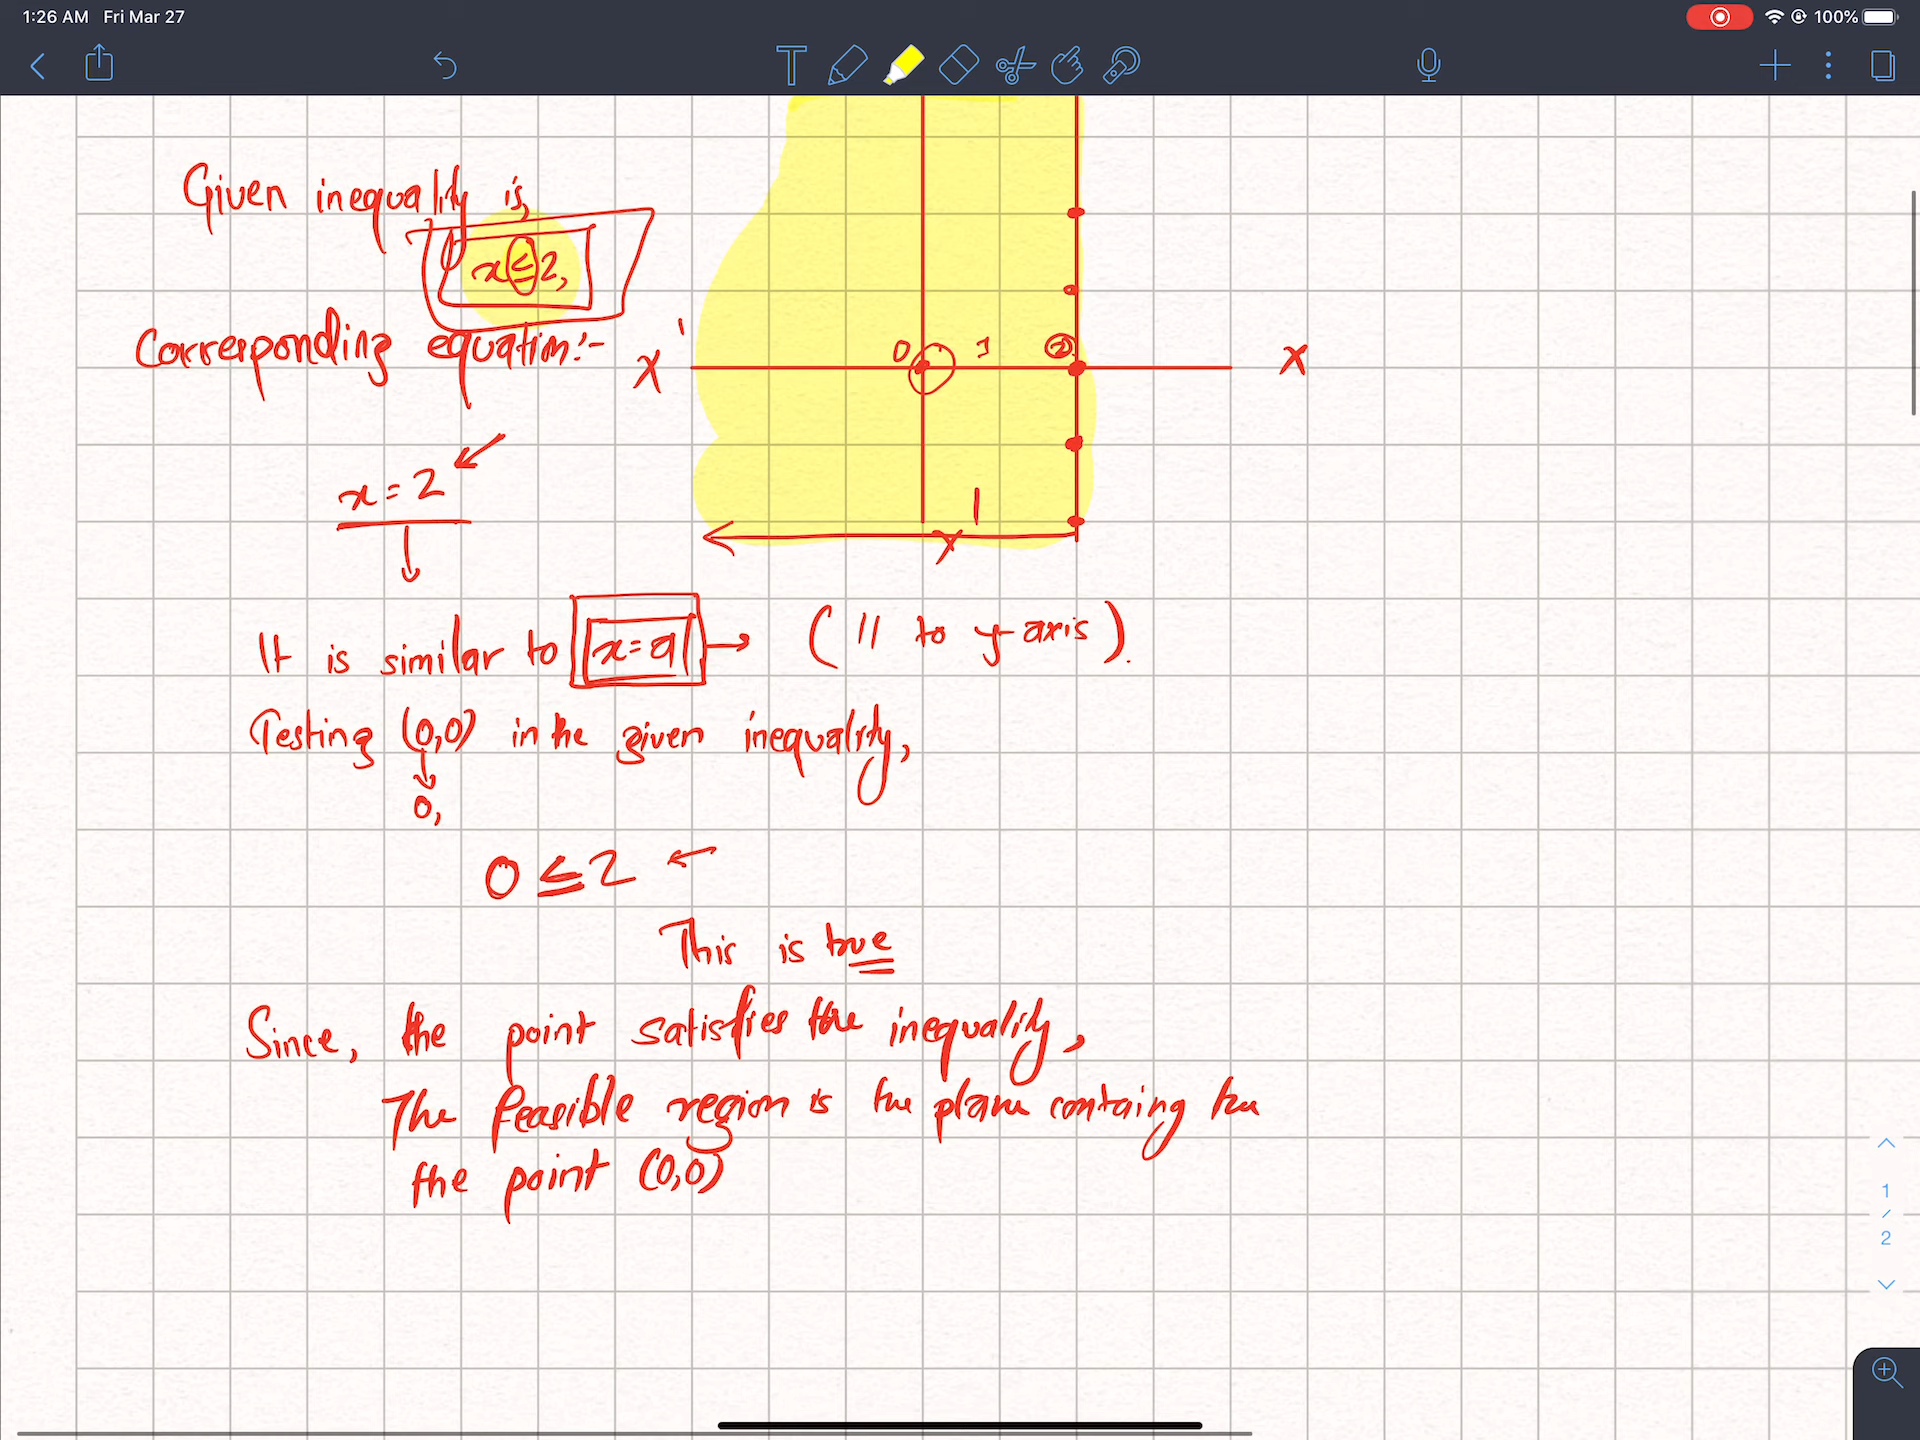 1:26 AM Fri Mar 27
100%
Given inequality is,
x ≤ 2,
Corresponding equation:-
x = 2
X'
0
1
2
X
It is similar to x = a → (|| to y-axis).
Testing (0,0) in the given inequality,
0,
0 ≤ 2
This is true
Since, the point satisfies the inequality,
The feasible region is the plane containg the
the point (0,0)
1
/
2